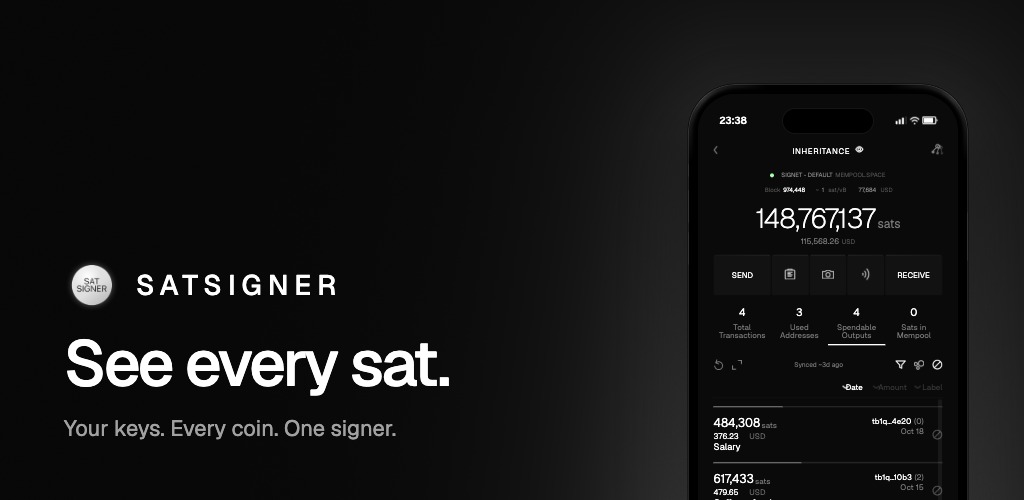 SAT
SIGNER
SATSIGNER
See every sat.
Your keys. Every coin. One signer.
23:38
INHERITANCE
SIGNET - DEFAULT MEMPOOLSPACE
Block 974,448 ~ 1 sat/vB 77,684 USD
148,767,137 sats
115,568.26 USD
SEND
RECEIVE
4 3 4 0
Total Used Spendable Sats in
Transactions Addresses Outputs Mempool
Synced ~3d ago
Date Amount Label
484,308 sats tb1q...4e20 (0)
376.23 USD Oct 18
Salary
617,433 sats tb1q...10b3 (2)
479.65 USD Oct 15